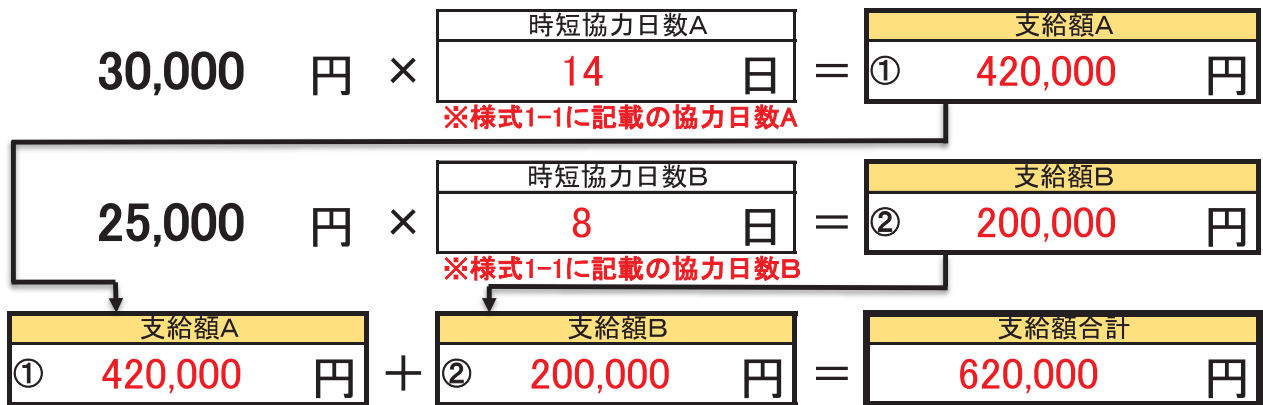 時短協力日数A 支給額A
30,000 円 × 14 日 = ① 420,000 円
※様式1-1に記載の協力日数A
時短協力日数B 支給額B
25,000 円 × 8 日 = ② 200,000 円
※様式1-1に記載の協力日数B
支給額A 支給額B 支給額合計
① 420,000 円 + ② 200,000 円 = 620,000 円